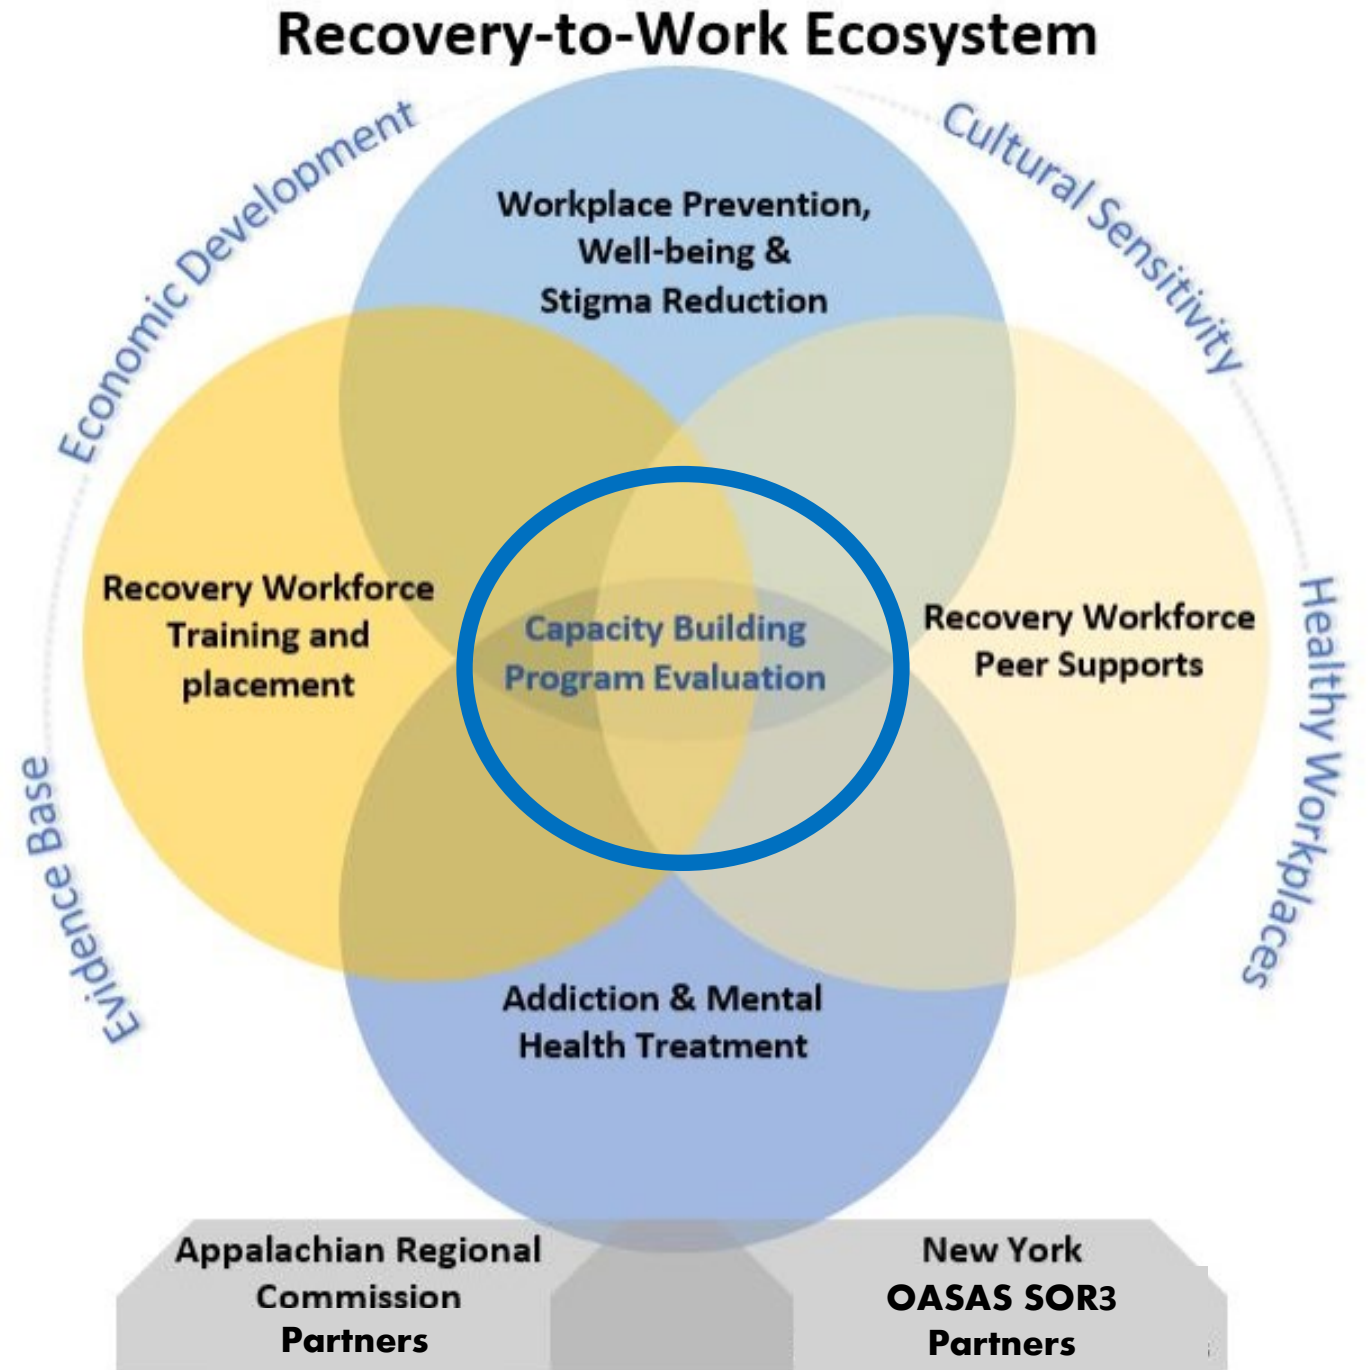 Recovery-to-Work Ecosystem
Economic Development
Cultural Sensitivity
Workplace Prevention,
Well-being &
Stigma Reduction
Recovery Workforce
Training and
placement
Capacity Building
Program Evaluation
Recovery Workforce
Peer Supports
Healthy Workplaces
Evidence Base
Addiction & Mental
Health Treatment
Appalachian Regional
Commission
Partners
New York
OASAS SOR3
Partners